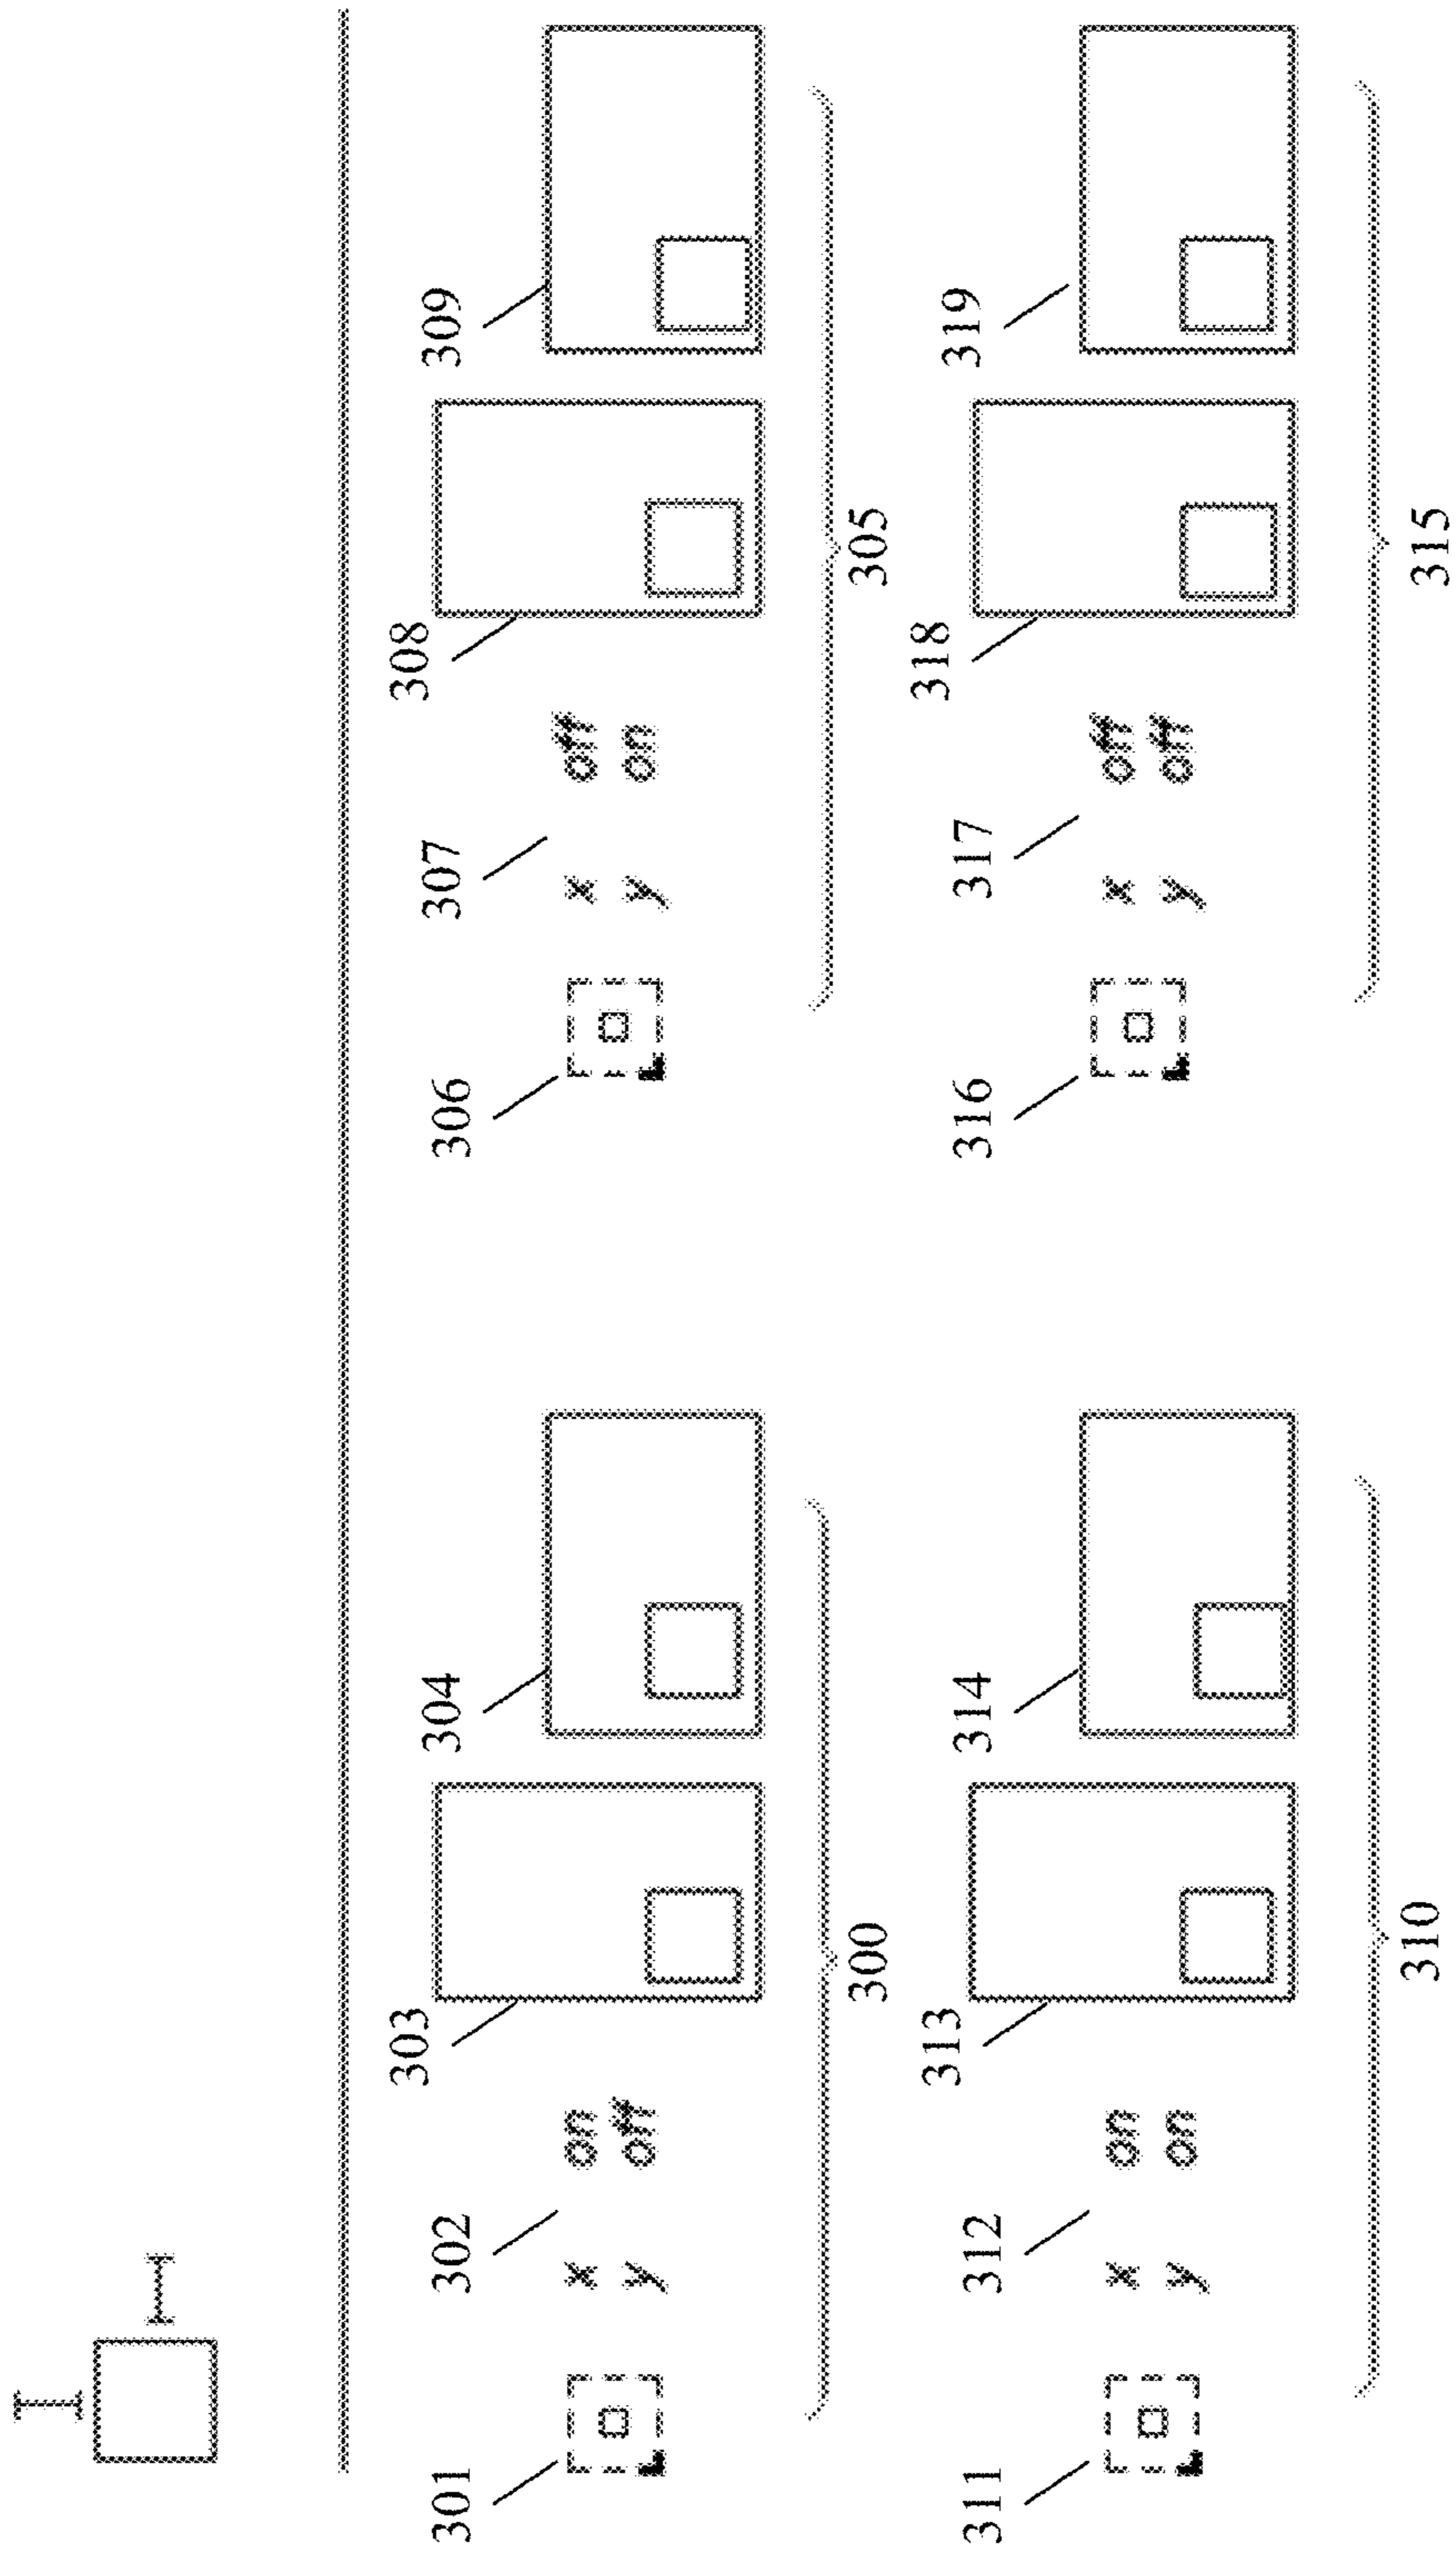 301 302 303 304 306 307 308 309
x on x off
y off y on
300 305
311 312 313 314 316 317 318 319
x on x off
y on y off
310 315